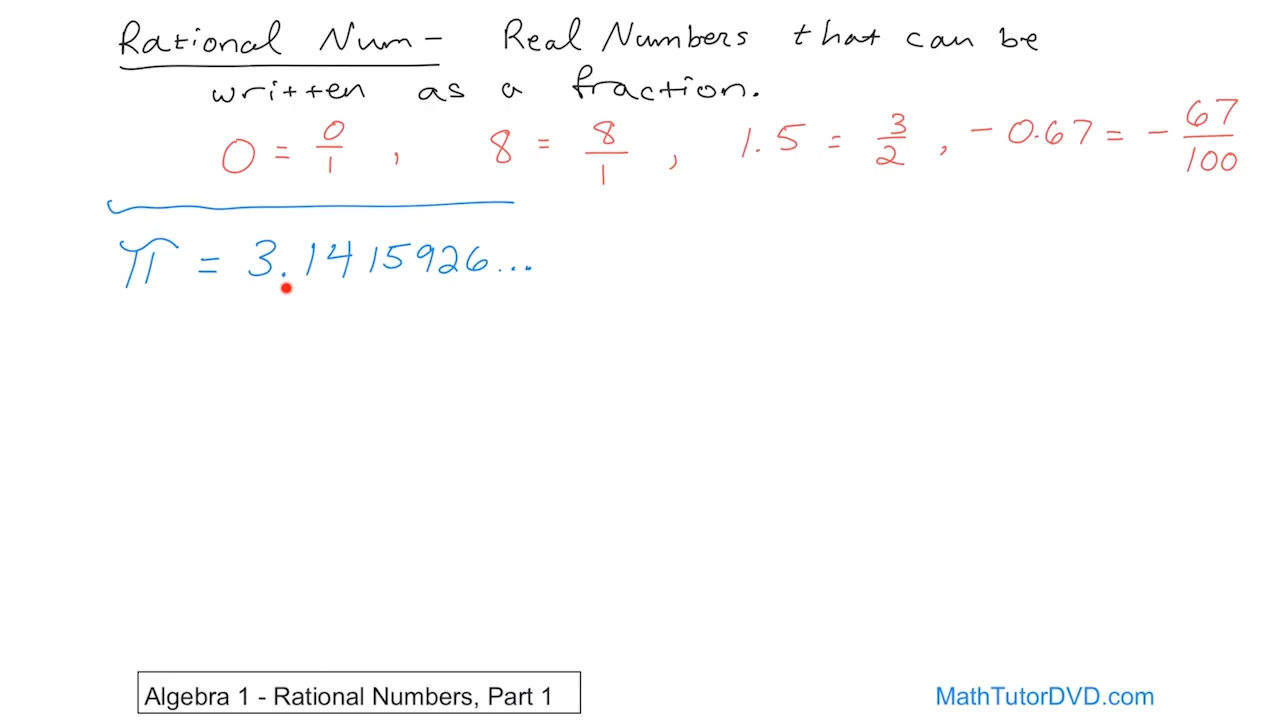 Rational Num- Real Numbers that can be
written as a fraction.
0 = 0/1 , 8 = 8/1 , 1.5 = 3/2 , -0.67 = - 67/100
π = 3.1415926...
Algebra 1 - Rational Numbers, Part 1
MathTutorDVD.com